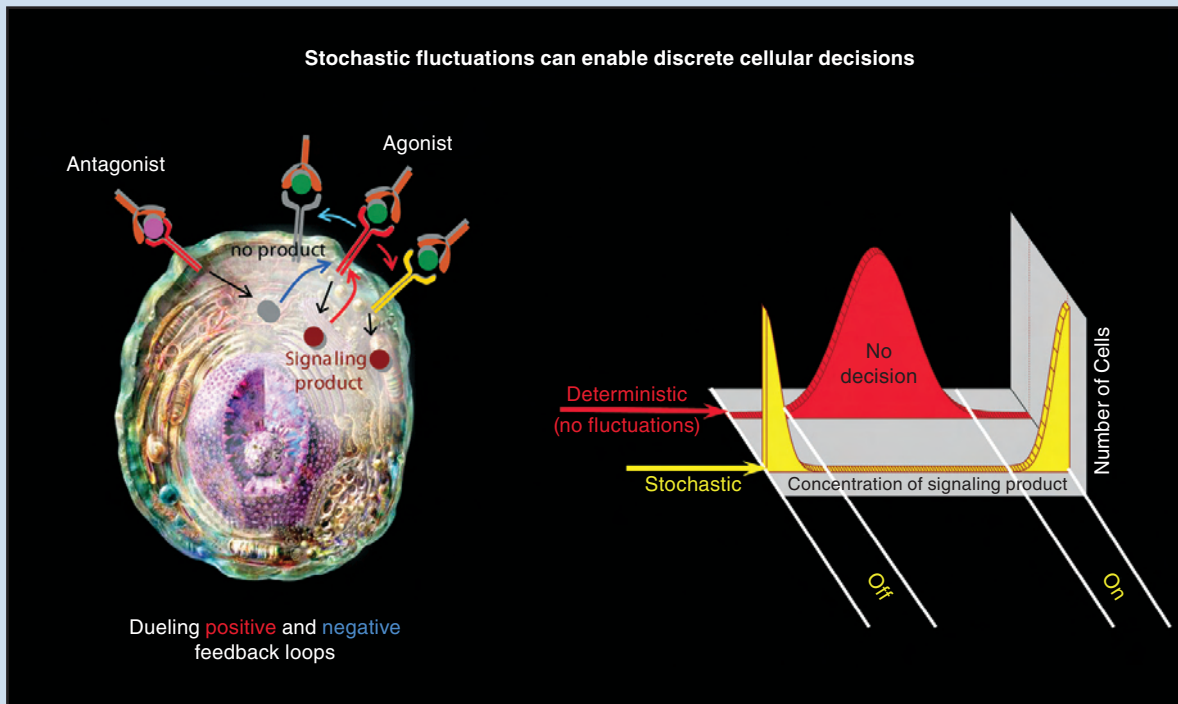 Stochastic fluctuations can enable discrete cellular decisions
Antagonist
Agonist
no product
Signaling
product
Dueling positive and negative
feedback loops
No
decision
Deterministic
(no fluctuations)
Stochastic
Concentration of signaling product
Number of Cells
Off
On